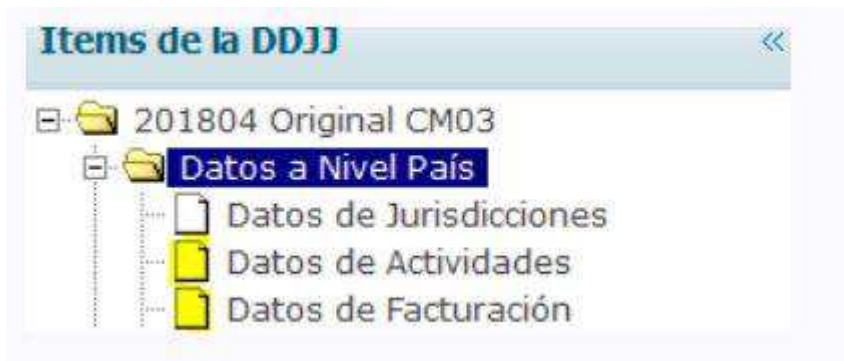 Items de la DDJJ «
201804 Original CM03
Datos a Nivel País
Datos de Jurisdicciones
Datos de Actividades
Datos de Facturación